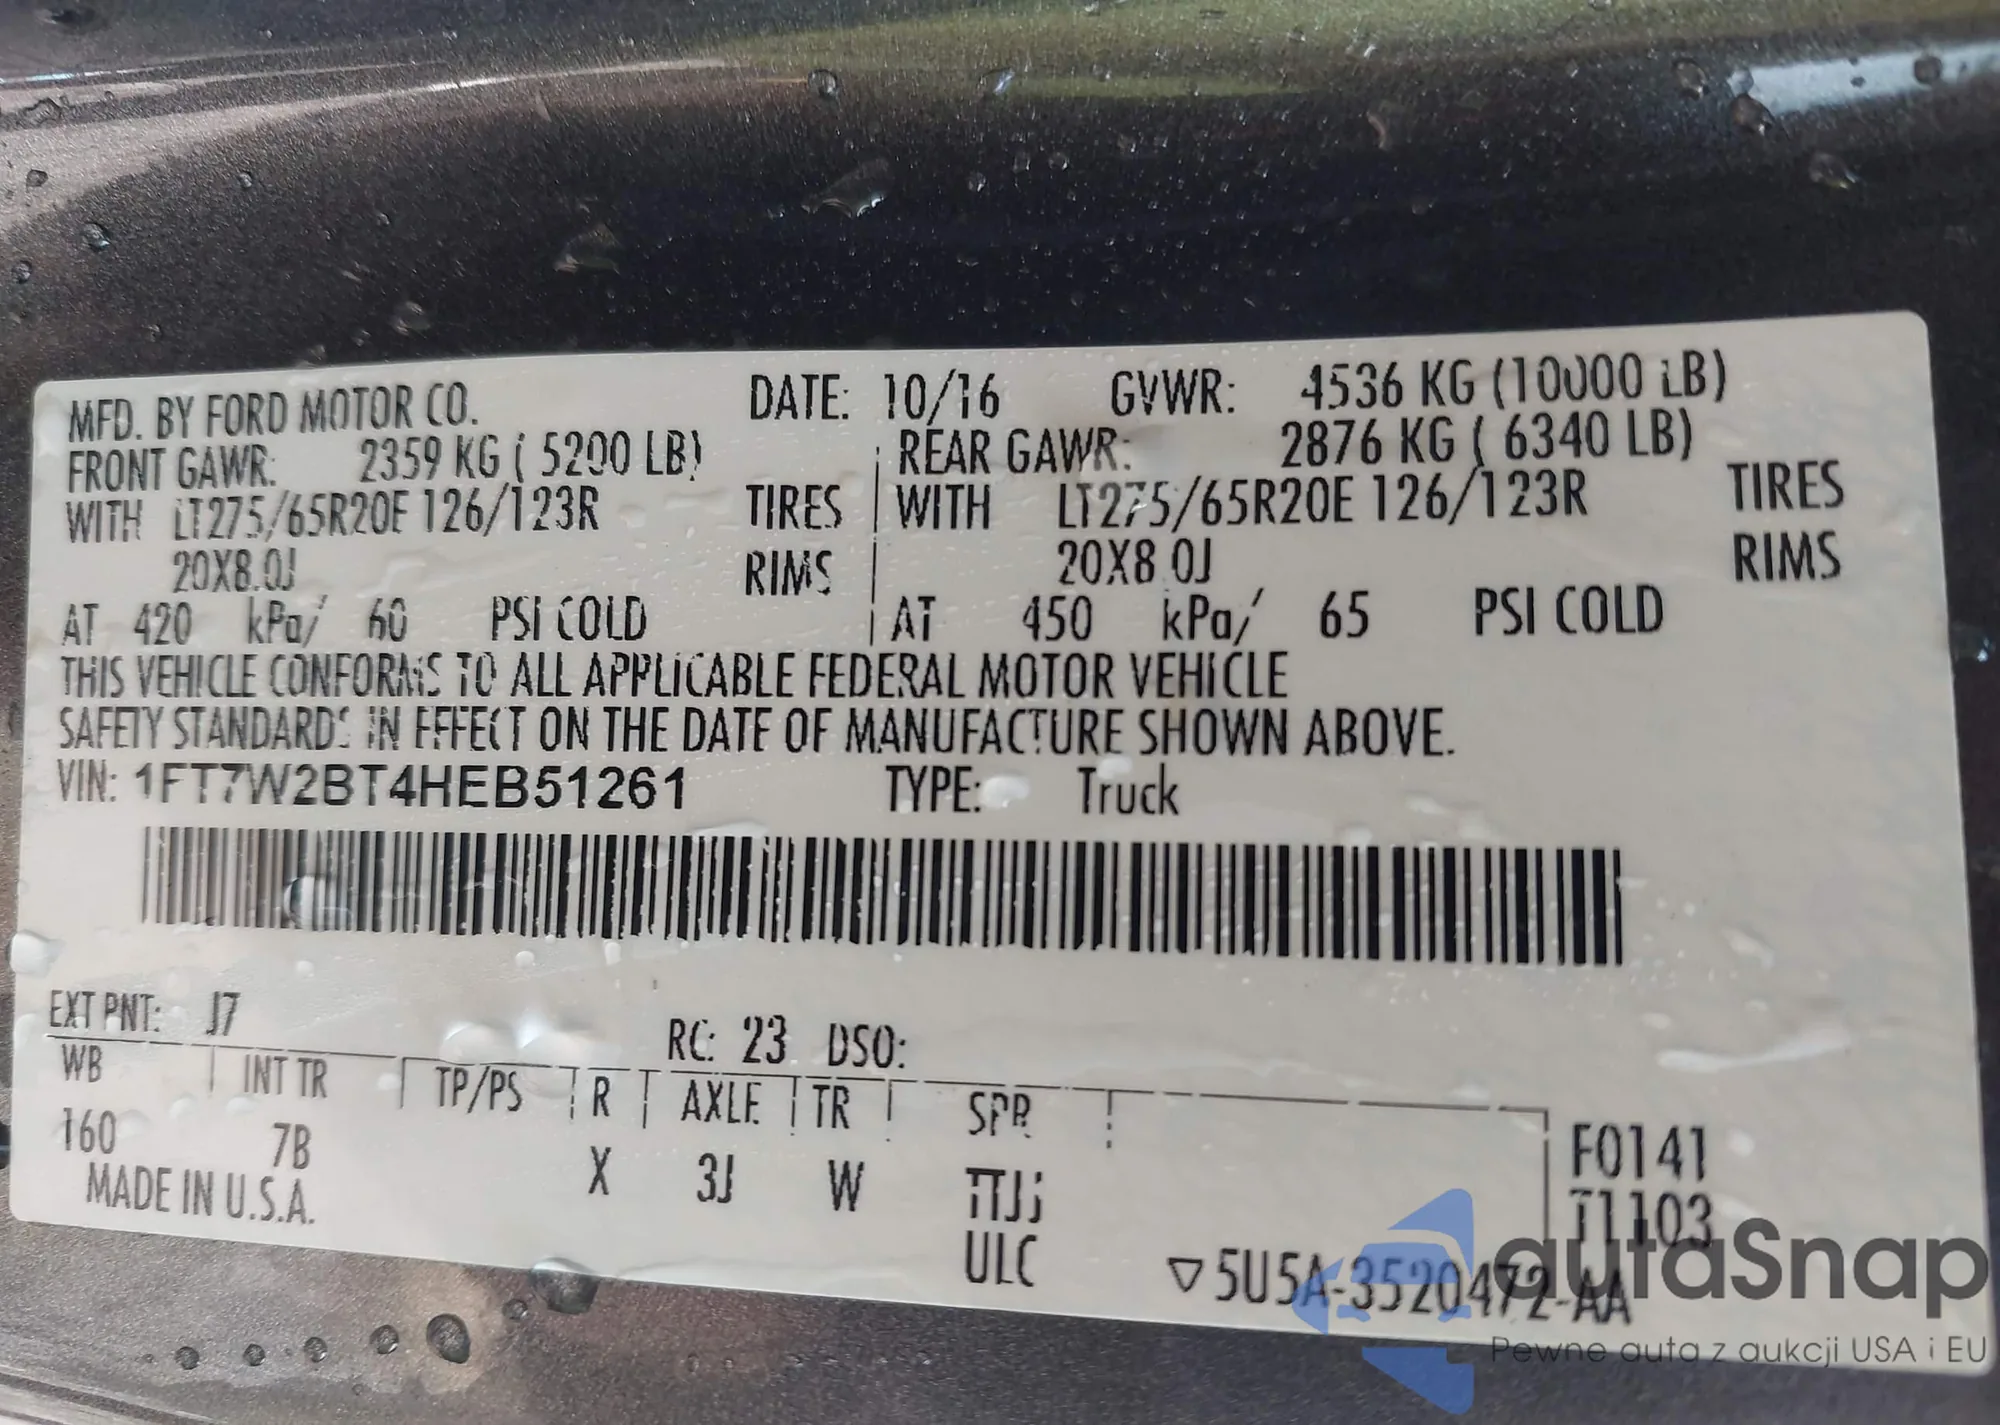 MFD. BY FORD MOTOR CO. DATE: 10/16 GVWR: 4536 KG (10000 LB)
FRONT GAWR: 2359 KG ( 5200 LB) REAR GAWR: 2876 KG ( 6340 LB)
WITH LT275/65R20E 126/123R TIRES WITH LT275/65R20E 126/123R TIRES
20X8.0J RIMS 20X8.0J RIMS
AT 420 kPa/ 60 PSI COLD AT 450 kPa/ 65 PSI COLD
THIS VEHICLE CONFORMS TO ALL APPLICABLE FEDERAL MOTOR VEHICLE
SAFETY STANDARDS IN EFFECT ON THE DATE OF MANUFACTURE SHOWN ABOVE.
VIN: 1FT7W2BT4HEB51261 TYPE: Truck
EXT PNT: J7 RC: 23 DSO:
WB INT TR TP/PS R AXLE TR SPR
160 7B X 3J W F0141
MADE IN U.S.A. T1103
ULC ▽5U5A-3520472-AA
autaSnap
Pewne auta z aukcji USA i EU